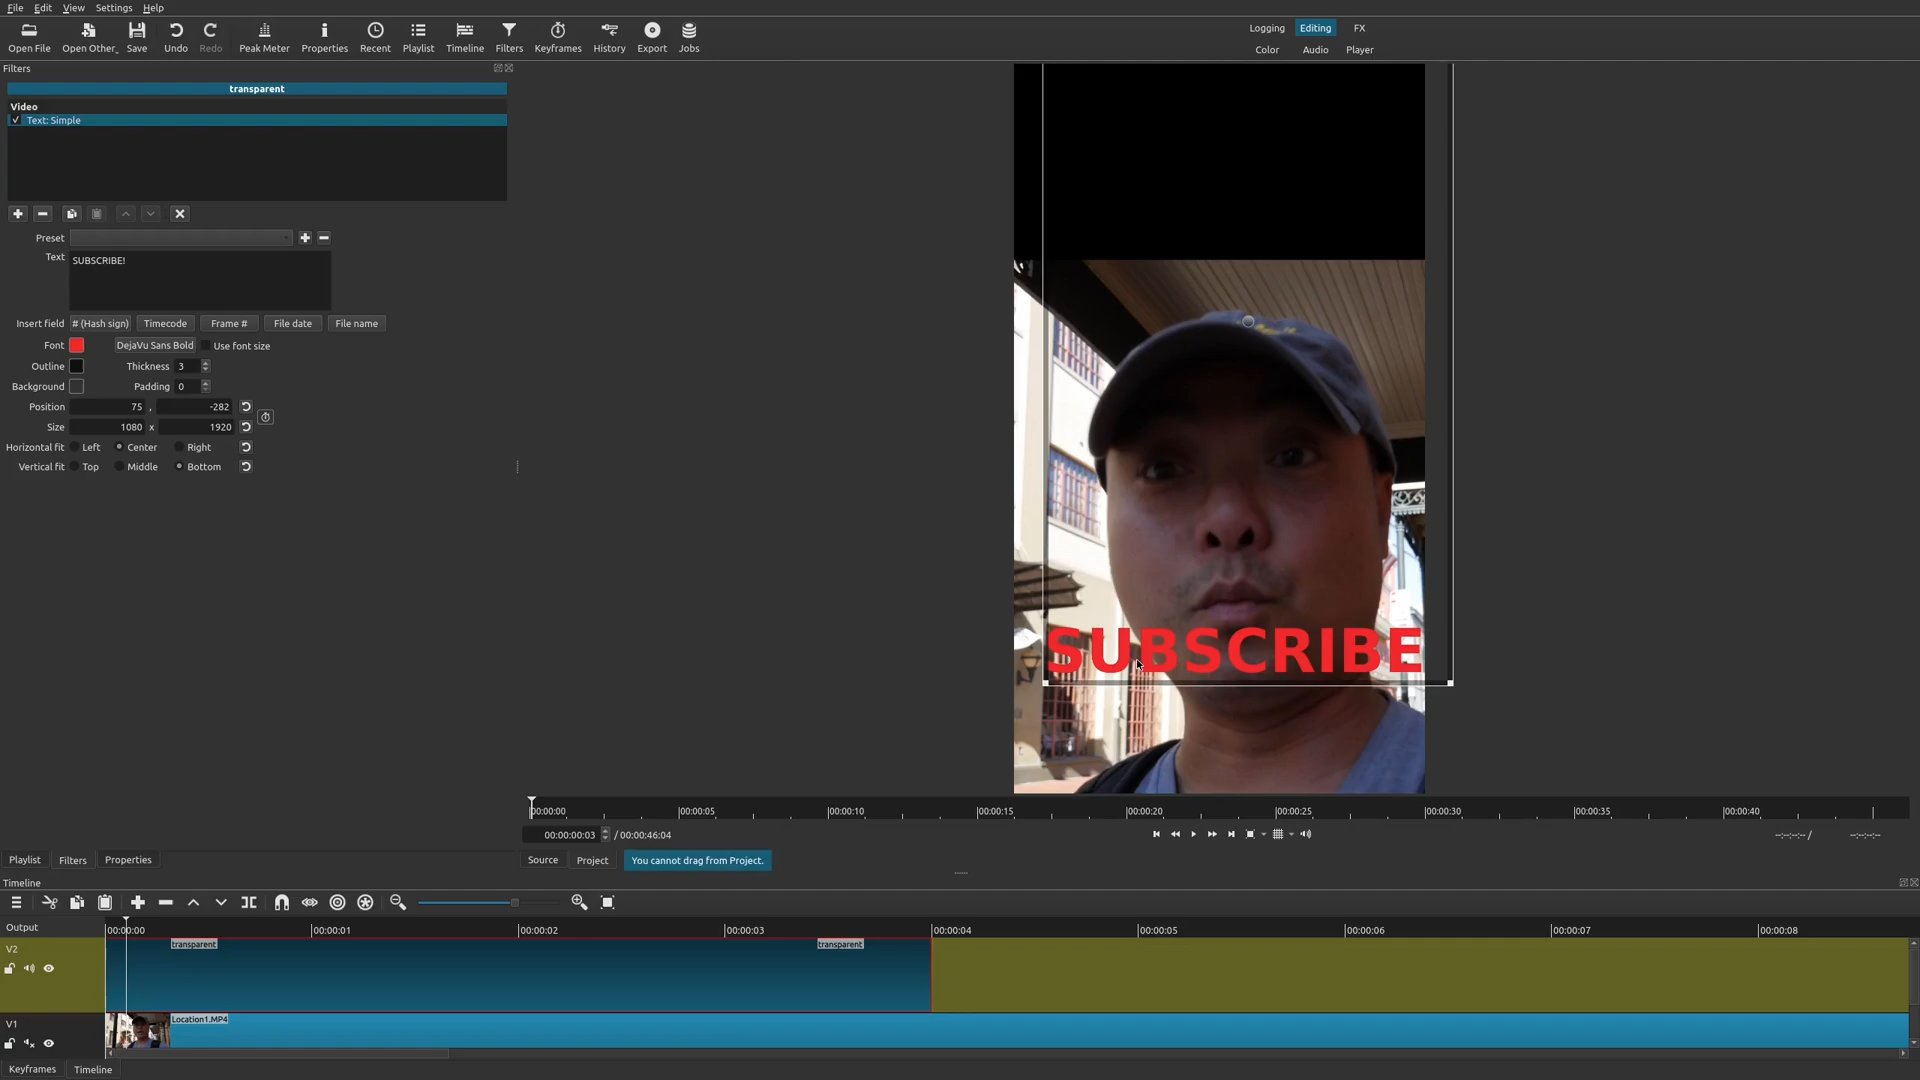 File Edit View Settings Help
Open File Open Other.. Save Undo Redo Peak Meter Properties Recent Playlist Timeline Filters Keyframes History Export Jobs
Logging Editing FX
Color Audio Player
Filters
transparent
Video
Text: Simple
Preset
Text SUBSCRIBE!
Insert field # (Hash sign) Timecode Frame # File date File name
Font DejaVu Sans Bold Use font size
Outline Thickness 3
Background Padding 0
Position 75 , -282
Size 1080 x 1920
Horizontal fit Left Center Right
Vertical fit Top Middle Bottom
SUBSCRIBE
00:00:00 00:00:05 00:00:10 00:00:15 00:00:20 00:00:25 00:00:30 00:00:35 00:00:40
00:00:00:03 / 00:00:46:04 --:--:--:-- / --:--:--:--
Playlist Filters Properties
Source Project You cannot drag from Project.
Timeline
Output 00:00:00 00:00:01 00:00:02 00:00:03 00:00:04 00:00:05 00:00:06 00:00:07 00:00:08
V2 transparent transparent
V1 Location1.MP4
Keyframes Timeline